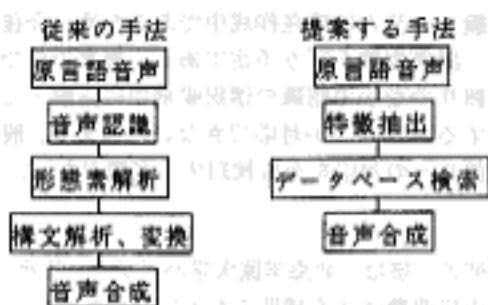 従来の手法
原言語音声
音声認識
形態素解析
構文解析、変換
音声合成
提案する手法
原言語音声
特徴抽出
データベース検索
音声合成